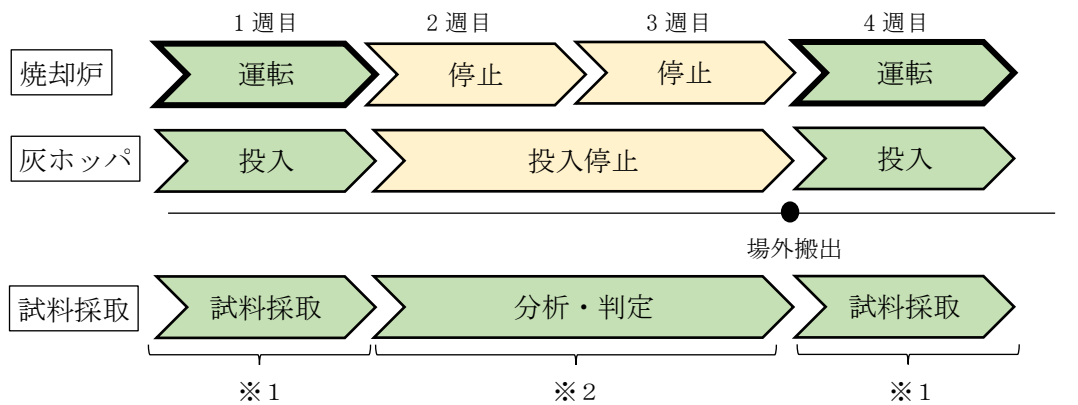 1 週目
2 週目
3 週目
4 週目
焼却炉
運転
停止
停止
運転
灰ホッパ
投入
投入停止
投入
場外搬出
試料採取
試料採取
分析・判定
試料採取
※1
※2
※1